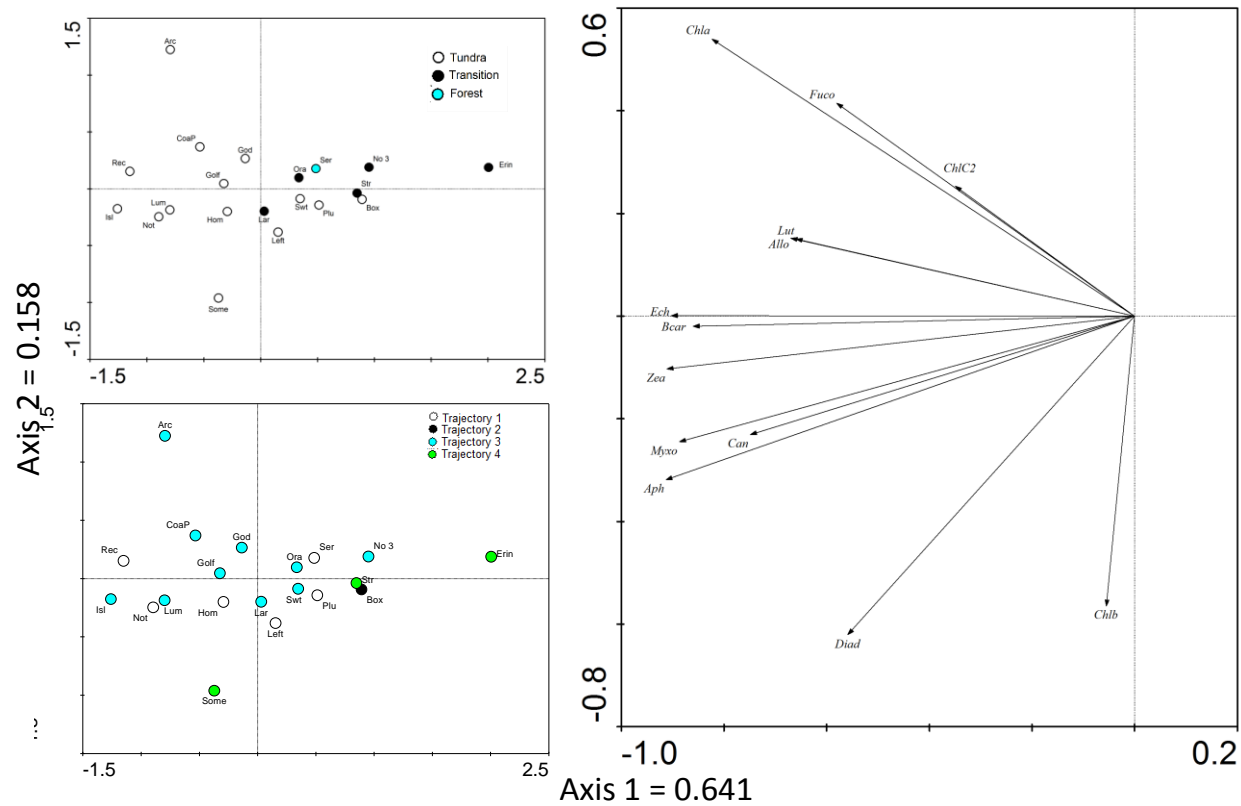 1.5
Arc
Tundra
Transition
Forest
CoaP
God
Rec
Golf
Ora
Ser
No 3
Erin
Str
Isl
Lum
Not
Hom
Lar
Swt
Plu
Box
Left
Some
-1.5
-1.5
2.5
Axis 2 = 0.158
1.5
Trajectory 1
Trajectory 2
Trajectory 3
Trajectory 4
Arc
CoaP
God
Rec
Golf
Ora
Ser
No 3
Erin
Str
Isl
Not
Lum
Hom
Lar
Swt
Plu
Box
Left
Some
-1.5
2.5
0.6
Chla
Fuco
ChlC2
Lut
Allo
Ech
Bcar
Zea
Myxo
Can
Aph
Diad
Chlb
-0.8
-1.0
0.2
Axis 1 = 0.641